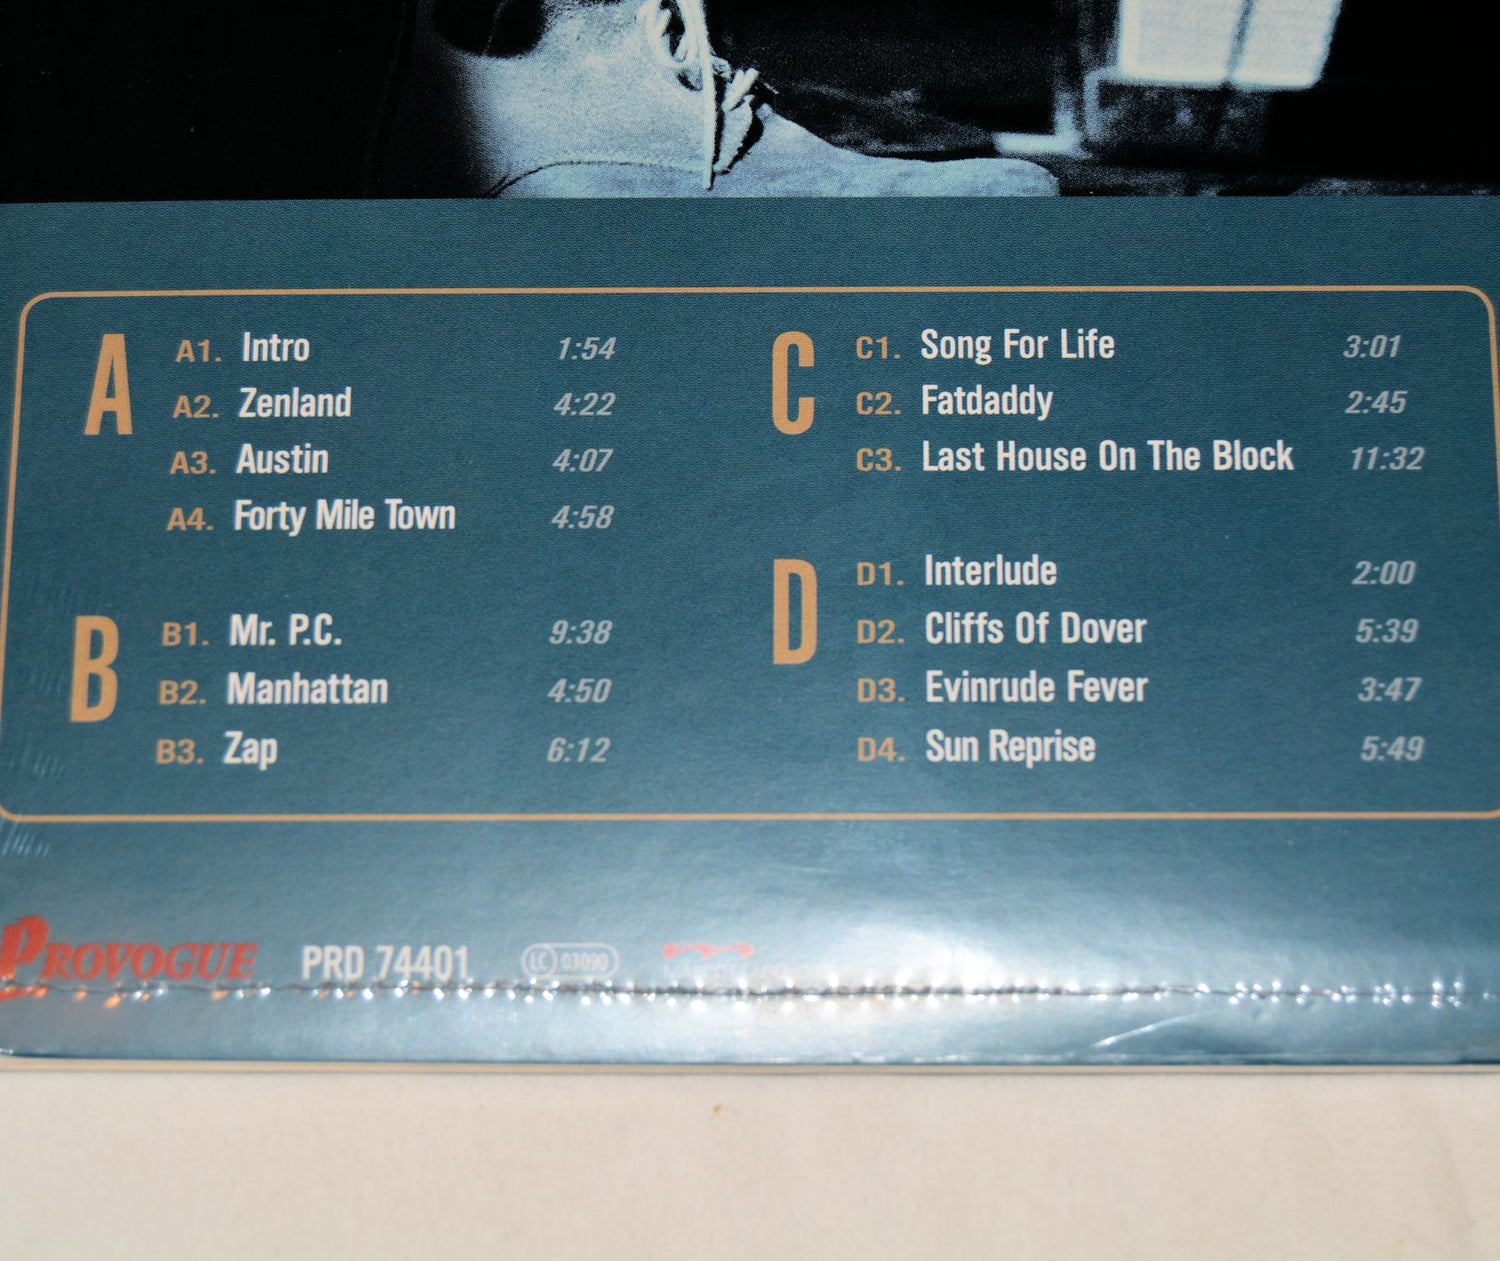 A
A1. Intro 1:54
A2. Zenland 4:22
A3. Austin 4:07
A4. Forty Mile Town 4:58
B
B1. Mr. P.C. 9:38
B2. Manhattan 4:50
B3. Zap 6:12
C
C1. Song For Life 3:01
C2. Fatdaddy 2:45
C3. Last House On The Block 11:32
D
D1. Interlude 2:00
D2. Cliffs Of Dover 5:39
D3. Evinrude Fever 3:47
D4. Sun Reprise 5:49
PROVOGUE PRD 74401 LC 03090